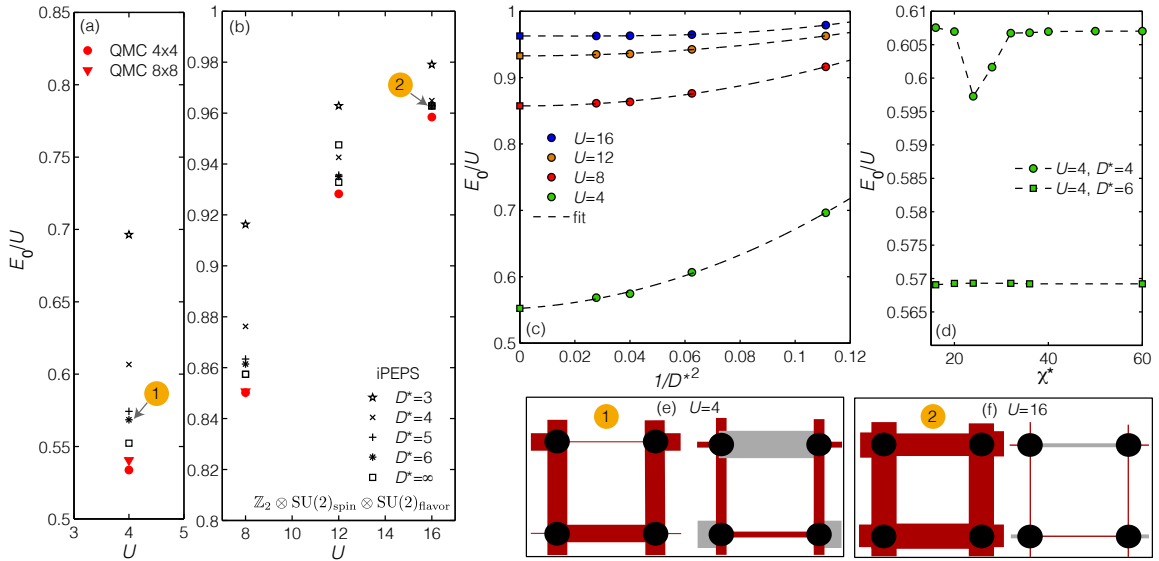 (a)
QMC 4x4
QMC 8x8
E0/U
0.85
0.8
0.75
0.7
0.65
0.6
0.55
0.5
3
4
5
U
1
(b)
1
0.98
0.96
0.94
0.92
0.9
0.88
0.86
0.84
0.82
0.8
8
10
12
14
16
U
2
iPEPS
D*=3
D*=4
D*=5
D*=6
D*=∞
ℤ₂ ⊗ SU(2)spin ⊗ SU(2)flavor
E0/U
1
0.9
0.8
0.7
0.6
0.5
U=16
U=12
U=8
U=4
fit
(c)
0
0.02
0.04
0.06
0.08
0.1
0.12
1/D*²
E0/U
0.61
0.605
0.6
0.595
0.59
0.585
0.58
0.575
0.57
0.565
U=4, D*=4
U=4, D*=6
(d)
20
40
60
χ*
1
(e)
U=4
2
(f)
U=16